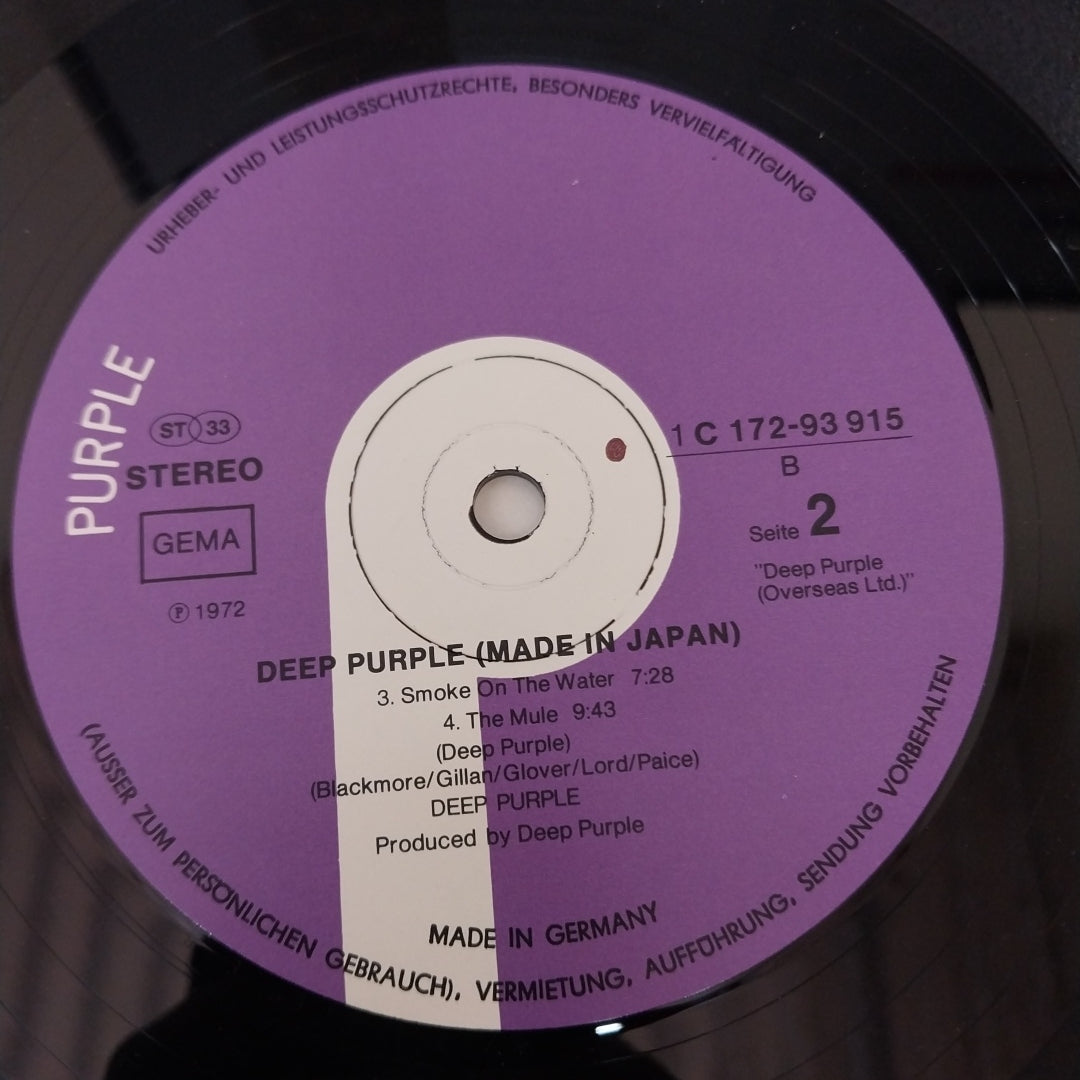 URHEBER- UND LEISTUNGSSCHUTZRECHTE, BESONDERS VERVIELFÄLTIGUNG
PURPLE
ST 33
STEREO
GEMA
Ⓟ 1972
1 C 172-93 915
B
Seite 2
"Deep Purple
(Overseas Ltd.)"
DEEP PURPLE (MADE IN JAPAN)
3. Smoke On The Water 7:28
4. The Mule 9:43
(Deep Purple)
(Blackmore/Gillan/Glover/Lord/Paice)
DEEP PURPLE
Produced by Deep Purple
MADE IN GERMANY
(AUSSER ZUM PERSÖNLICHEN GEBRAUCH), VERMIETUNG, AUFFÜHRUNG, SENDUNG VORBEHALTEN